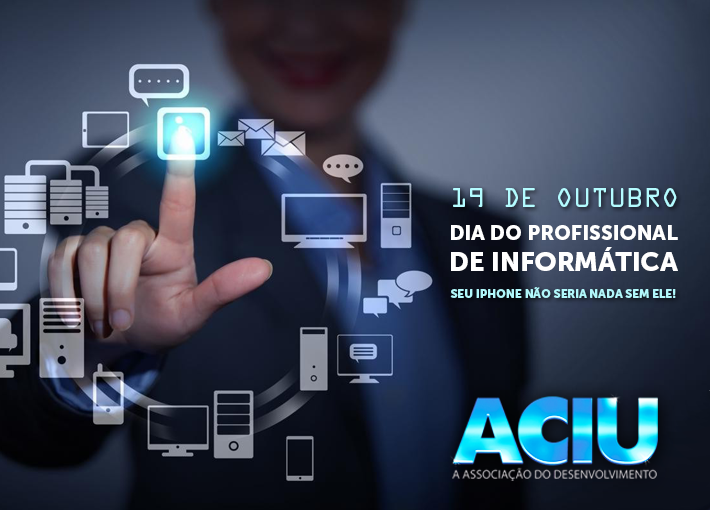 19 DE OUTUBRO
DIA DO PROFISSIONAL
DE INFORMÁTICA
SEU IPHONE NÃO SERIA NADA SEM ELE!
ACIU
A ASSOCIAÇÃO DO DESENVOLVIMENTO